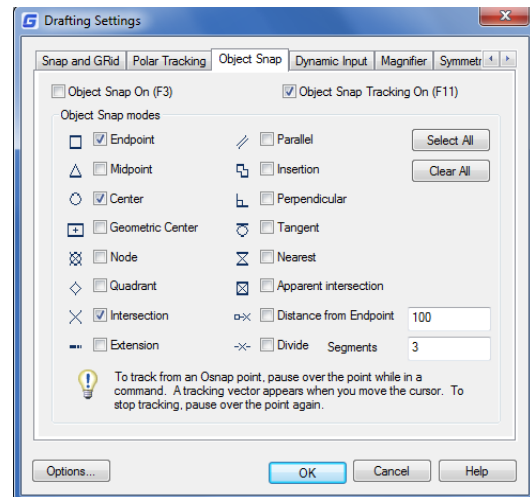 Drafting Settings
Snap and GRid Polar Tracking Object Snap Dynamic Input Magnifier Symmetr
Object Snap On (F3) Object Snap Tracking On (F11)
Object Snap modes
Endpoint Parallel Select All
Midpoint Insertion Clear All
Center Perpendicular
Geometric Center Tangent
Node Nearest
Quadrant Apparent intersection
Intersection Distance from Endpoint 100
Extension Divide Segments 3
To track from an Osnap point, pause over the point while in a
command. A tracking vector appears when you move the cursor. To
stop tracking, pause over the point again.
Options... OK Cancel Help